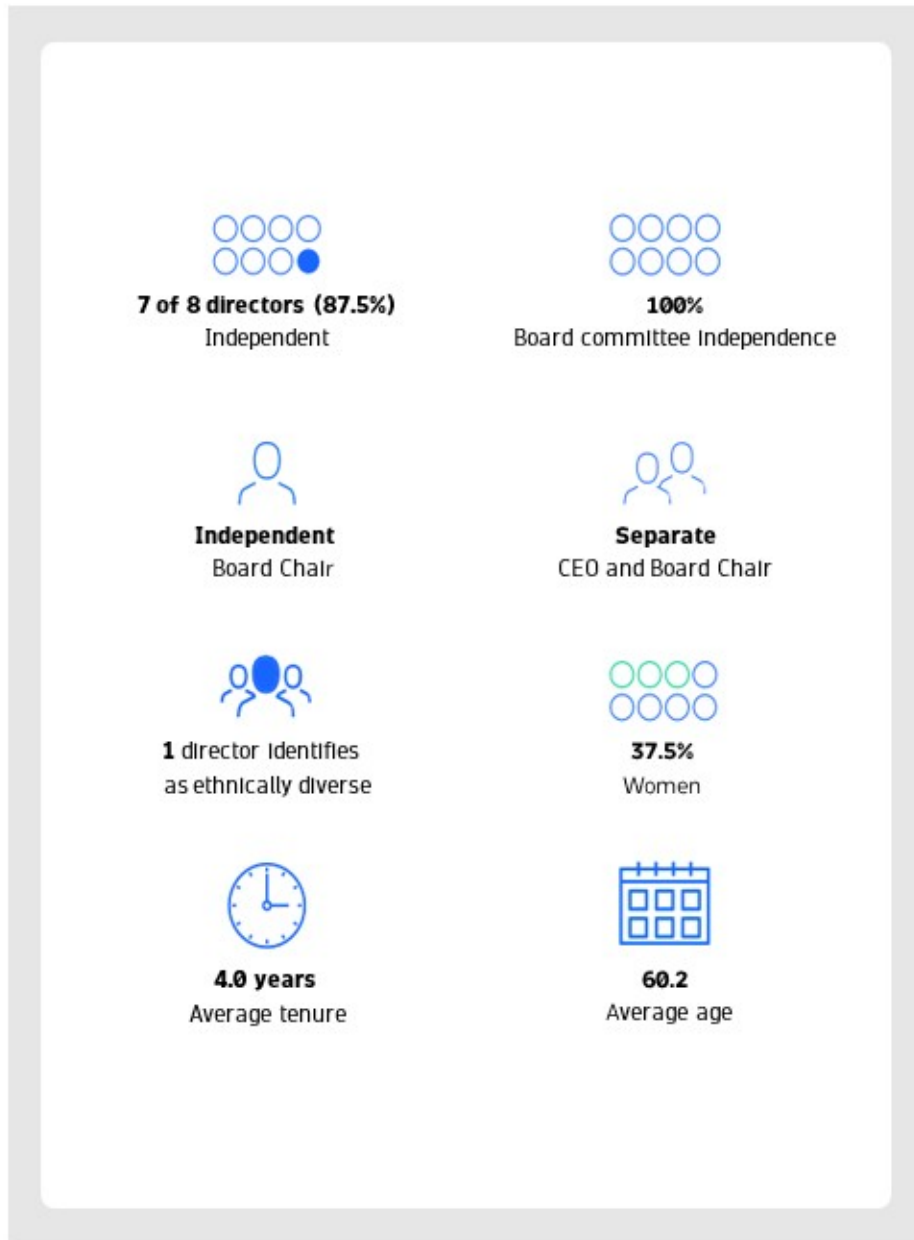 7 of 8 directors (87.5%)
Independent
100%
Board committee independence
Independent
Board Chair
Separate
CEO and Board Chair
1 director identifies
as ethnically diverse
37.5%
Women
4.0 years
Average tenure
60.2
Average age